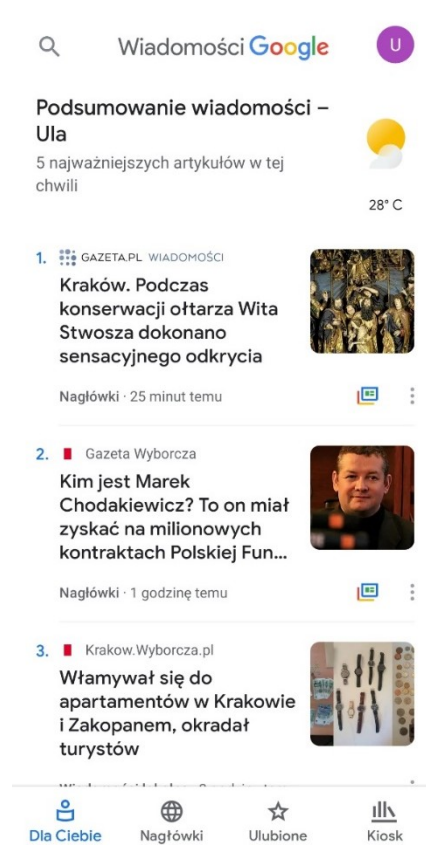 Wiadomości Google
U
Podsumowanie wiadomości –
Ula
5 najważniejszych artykułów w tej
chwili
28° C
1. GAZETA.PL WIADOMOŚCI
Kraków. Podczas
konserwacji ołtarza Wita
Stwosza dokonano
sensacyjnego odkrycia
Nagłówki · 25 minut temu
2. Gazeta Wyborcza
Kim jest Marek
Chodakiewicz? To on miał
zyskać na milionowych
kontraktach Polskiej Fun...
Nagłówki · 1 godzinę temu
3. Krakow.Wyborcza.pl
Włamywał się do
apartamentów w Krakowie
i Zakopanem, okradał
turystów
Dla Ciebie
Nagłówki
Ulubione
Kiosk